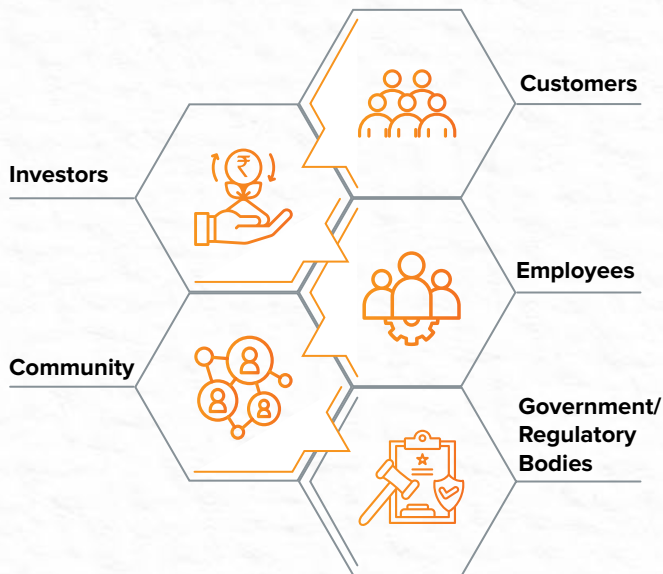 Customers
Investors
₹
Employees
Community
Government/
Regulatory
Bodies